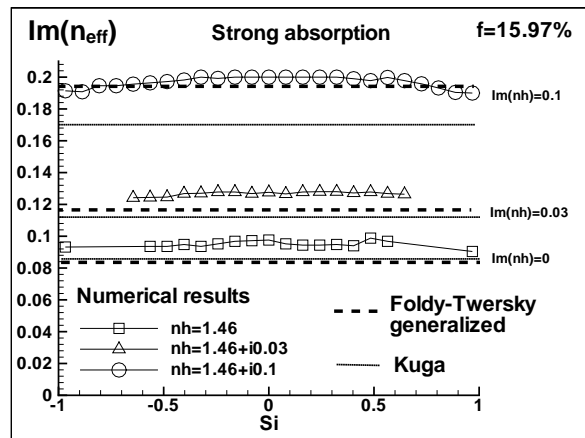 Im(neff) Strong absorption f=15.97%
0.2
0.18
0.16
0.14
0.12
0.1
0.08
0.06
0.04
0.02
0
Im(nh)=0.1
Im(nh)=0.03
Im(nh)=0
Numerical results
nh=1.46
nh=1.46+i0.03
nh=1.46+i0.1
Foldy-Twersky
generalized
Kuga
-1 -0.5 0 0.5 1
Si